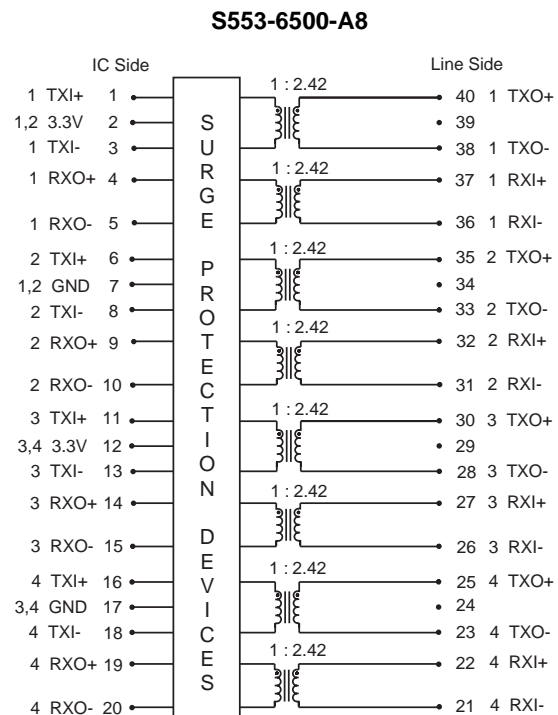 S553-6500-A8
IC Side
Line Side
1 : 2.42
1 TXI+ 1
40 1 TXO+
1,2 3.3V 2
39
1 TXI- 3
38 1 TXO-
1 : 2.42
1 RXO+ 4
37 1 RXI+
1 RXO- 5
36 1 RXI-
1 : 2.42
2 TXI+ 6
35 2 TXO+
1,2 GND 7
34
2 TXI- 8
33 2 TXO-
1 : 2.42
2 RXO+ 9
32 2 RXI+
2 RXO- 10
31 2 RXI-
1 : 2.42
3 TXI+ 11
30 3 TXO+
3,4 3.3V 12
29
3 TXI- 13
28 3 TXO-
1 : 2.42
3 RXO+ 14
27 3 RXI+
3 RXO- 15
26 3 RXI-
1 : 2.42
4 TXI+ 16
25 4 TXO+
3,4 GND 17
24
4 TXI- 18
23 4 TXO-
1 : 2.42
4 RXO+ 19
22 4 RXI+
4 RXO- 20
21 4 RXI-
SURGE PROTECTION DEVICES